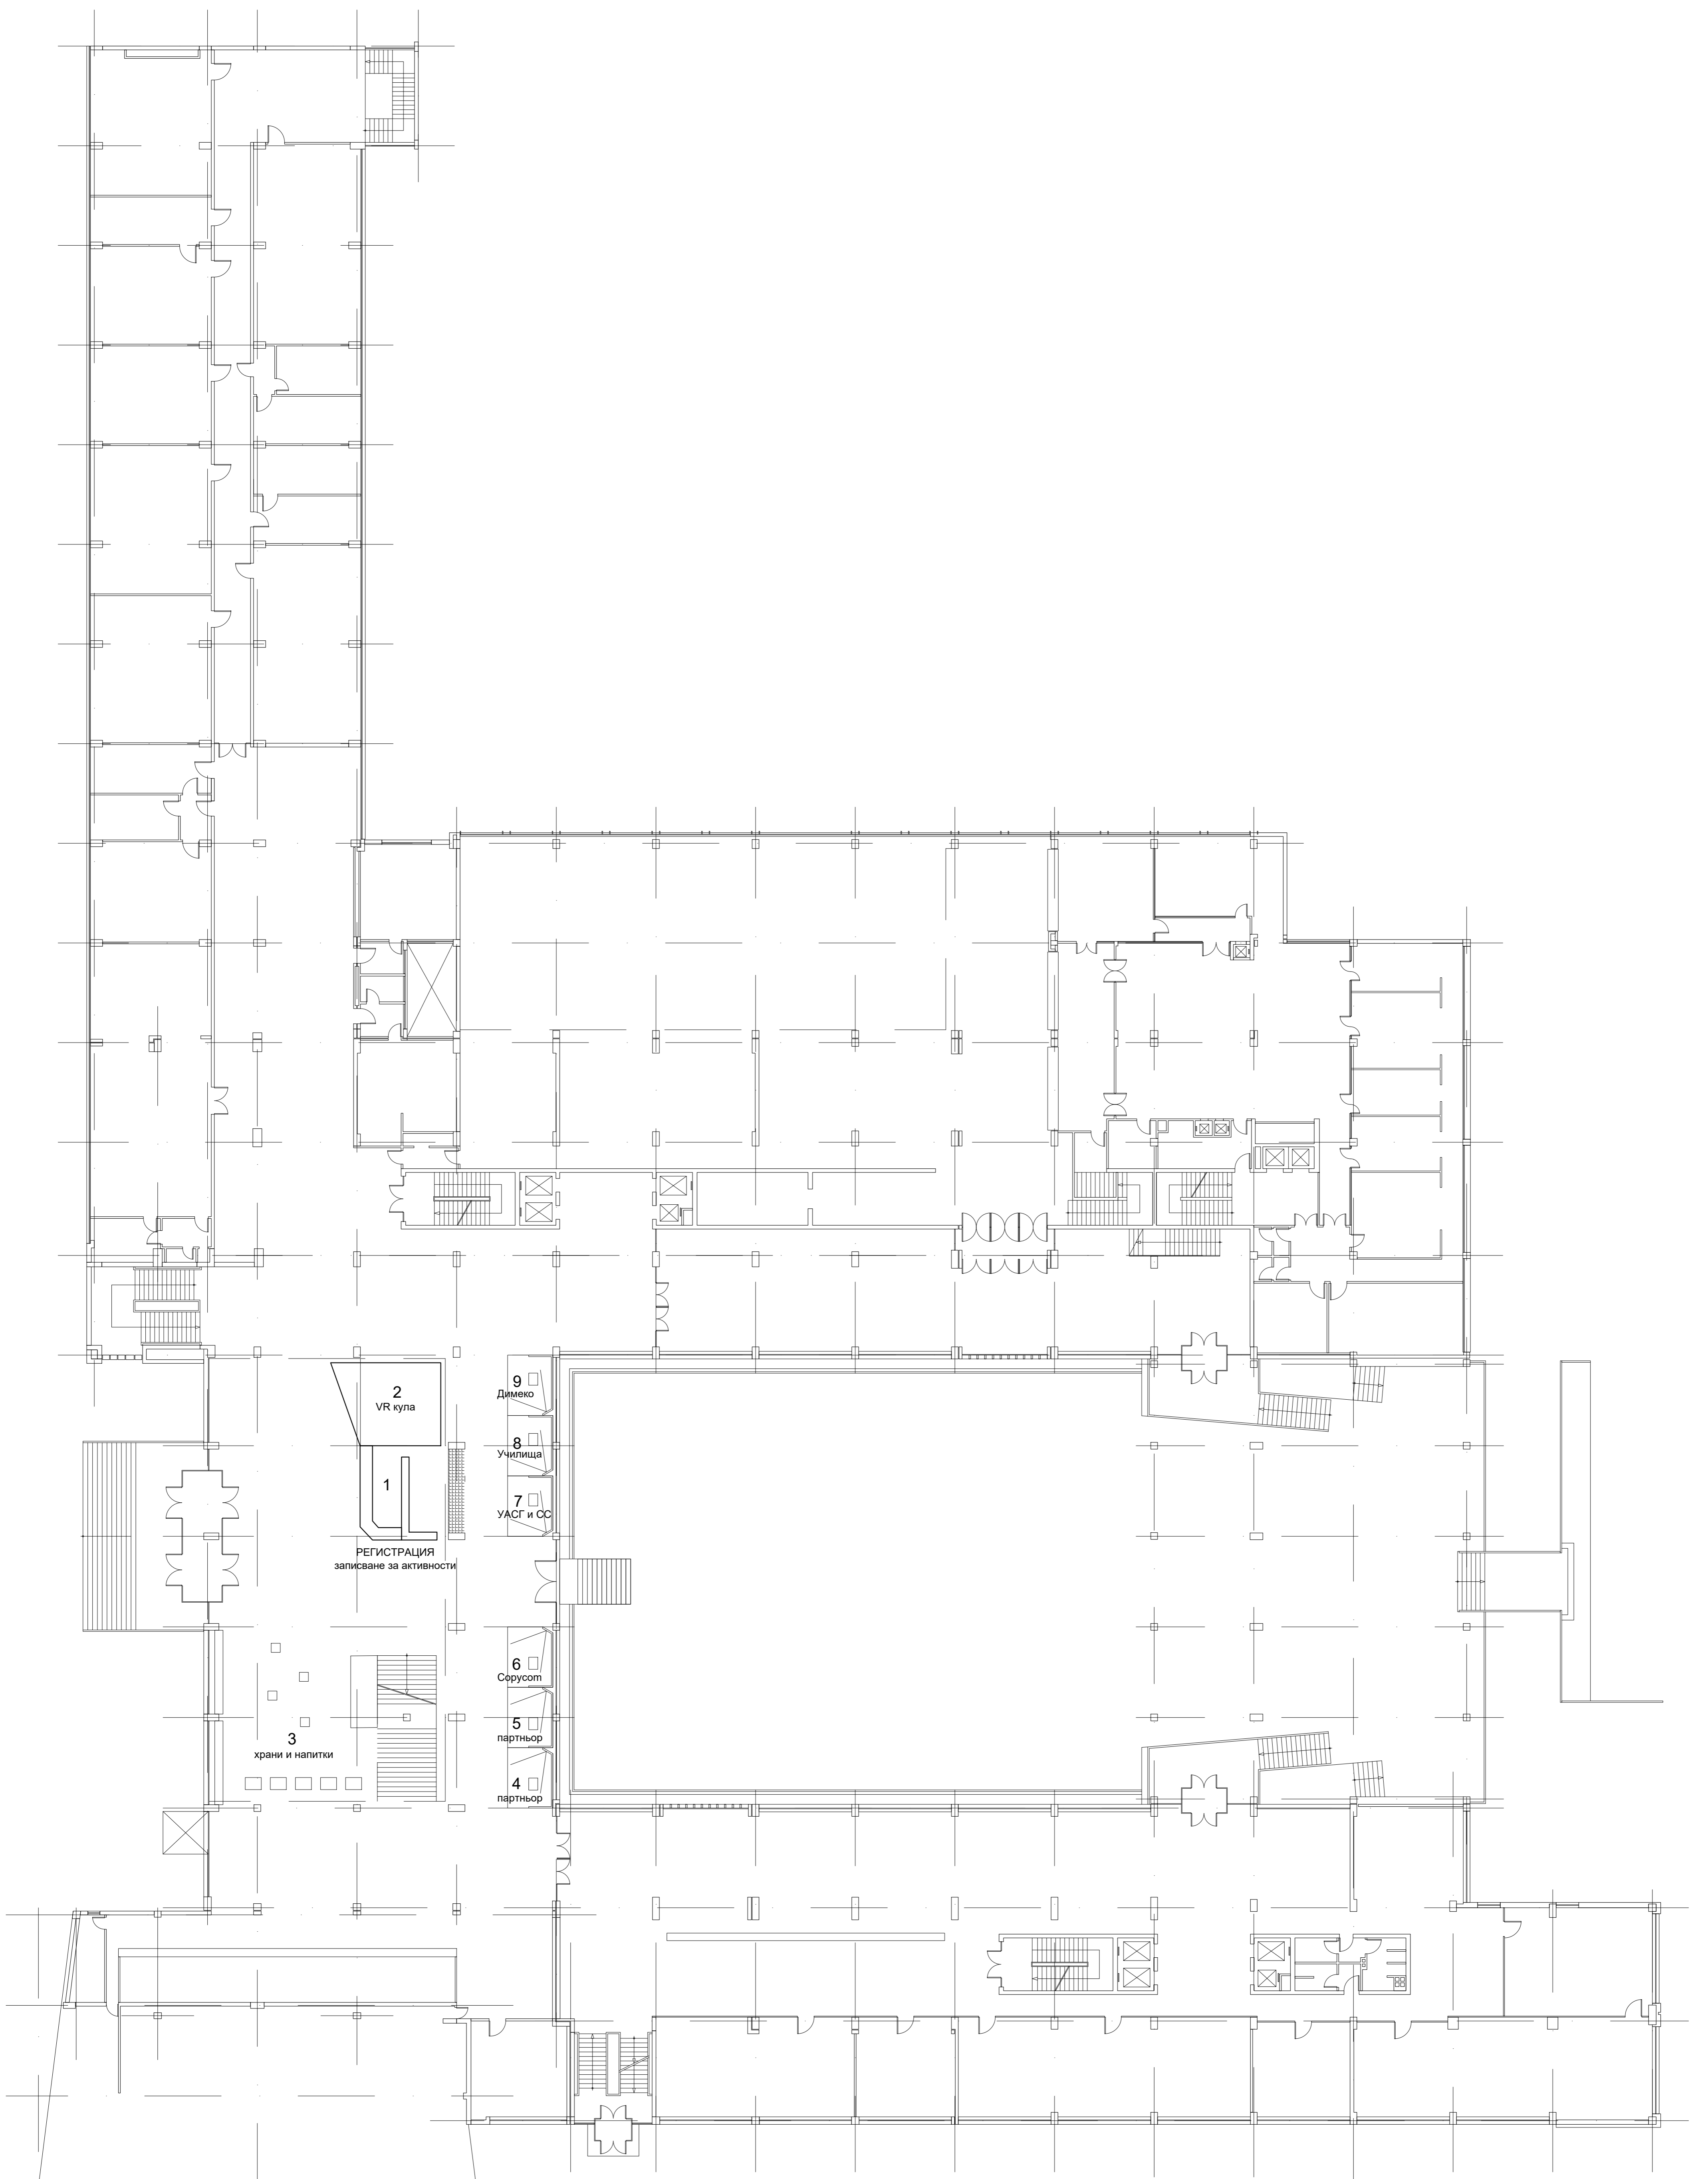 2
VR кула
1
РЕГИСТРАЦИЯ
записване за активности
3
храни и напитки
9
Димеко
8
Училища
7
УАСГ и СС
6
Copycom
5
партньор
4
партньор